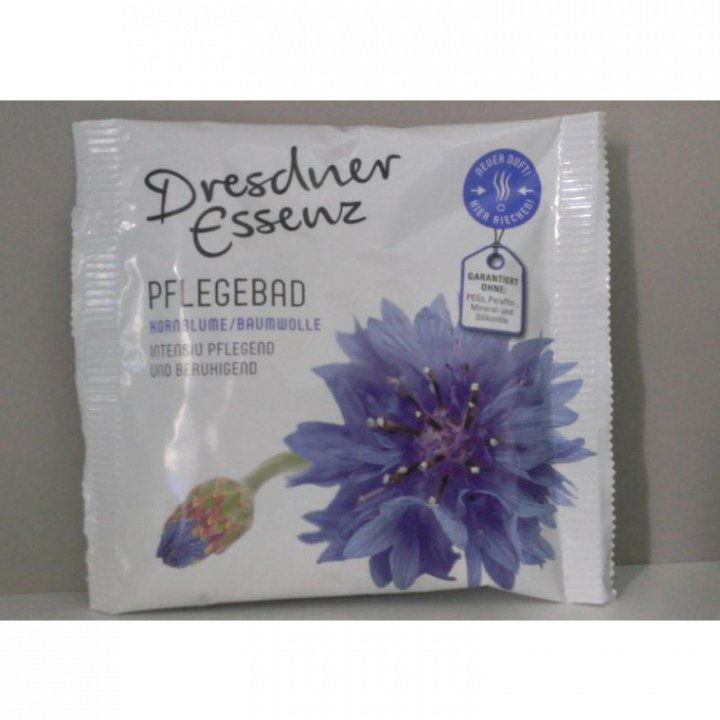 Dresdner
Essenz
PFLEGEBAD
KORNBLUME/BAUMWOLLE
INTENSIV PFLEGEND
UND BERUHIGEND
NEUER DUFT!
HIER RIECHEN!
GARANTIERT
OHNE:
PEGs, Paraffin-
Mineral- und
Silikonöle